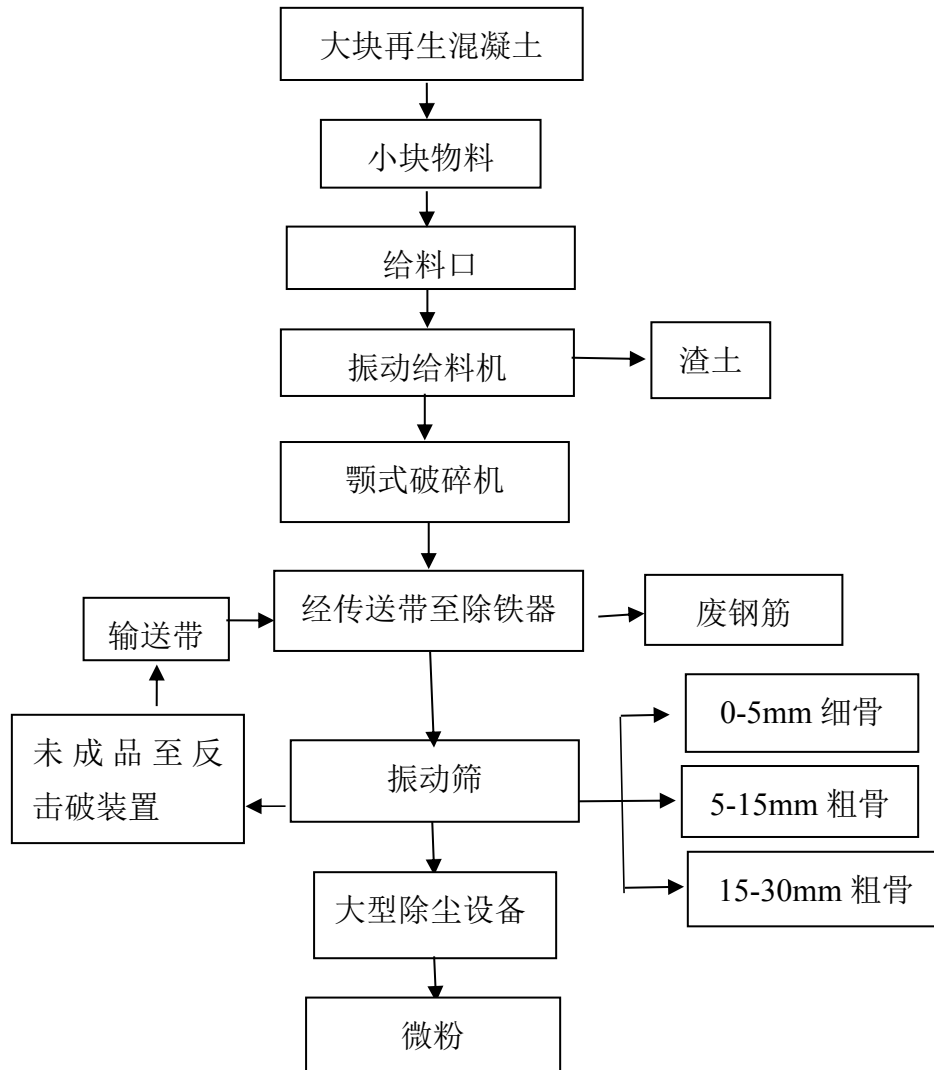 大块再生混凝土
小块物料
给料口
振动给料机
渣土
颚式破碎机
经传送带至除铁器
废钢筋
输送带
0-5mm 细骨
未成品至反
击破装置
振动筛
5-15mm 粗骨
15-30mm 粗骨
大型除尘设备
微粉